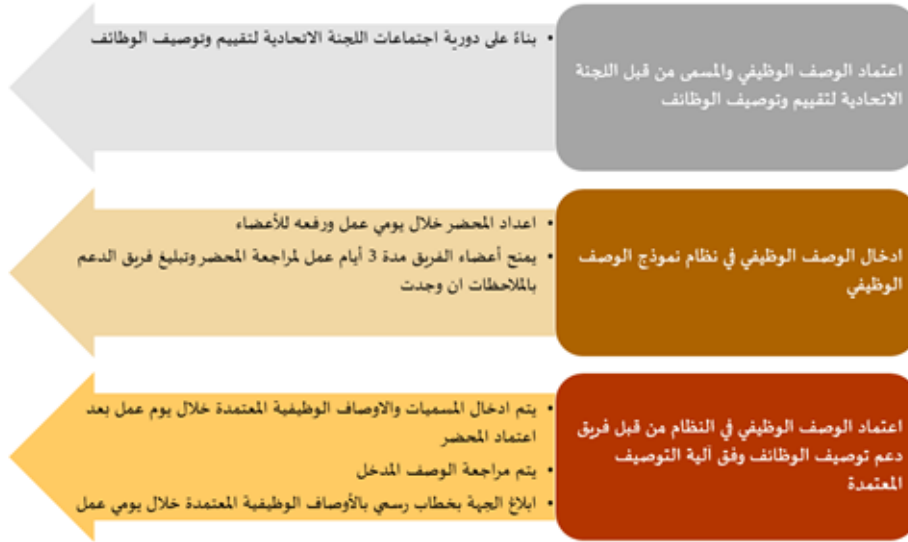 اعتماد الوصف الوظيفي والمسمى من قبل اللجنة
الاتحادية لتقييم وتوصيف الوظائف
• بناءً على دورية اجتماعات اللجنة الاتحادية لتقييم وتوصيف الوظائف
ادخال الوصف الوظيفي في نظام نموذج الوصف
الوظيفي
• اعداد المحضر خلال يومي عمل ورفعه للأعضاء
• يمنح أعضاء الفريق مدة 3 أيام عمل لمراجعة المحضر وتبليغ فريق الدعم
بالملاحظات ان وجدت
اعتماد الوصف الوظيفي في النظام من قبل فريق
دعم توصيف الوظائف وفق آلية التوصيف
المعتمدة
• يتم ادخال المسميات والاوصاف الوظيفية المعتمدة خلال يوم عمل بعد
اعتماد المحضر
• يتم مراجعة الوصف المدخل
• ابلاغ الجهة بخطاب رسمي بالأوصاف الوظيفية المعتمدة خلال يومي عمل